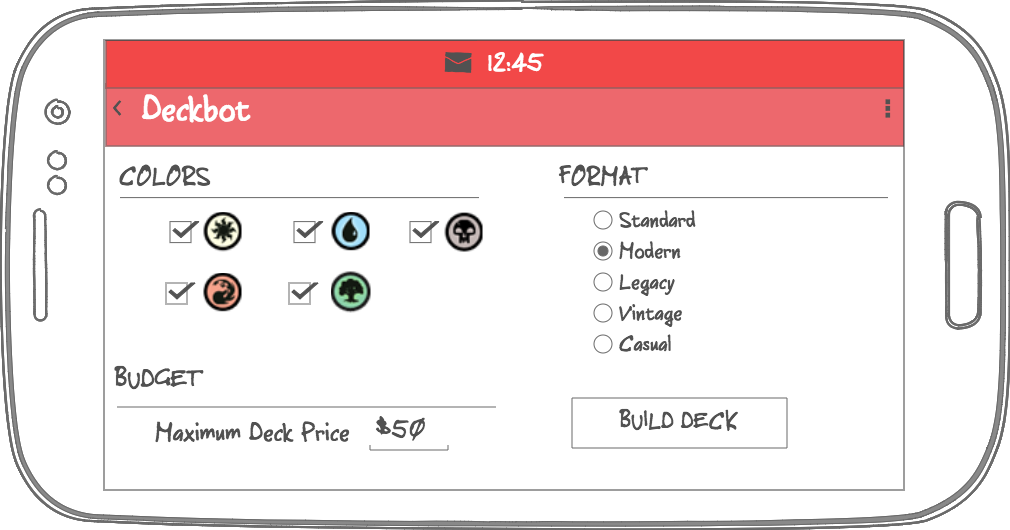 12:45
Deckbot
COLORS
FORMAT
Standard
Modern
Legacy
Vintage
Casual
BUDGET
Maximum Deck Price $50
BUILD DECK